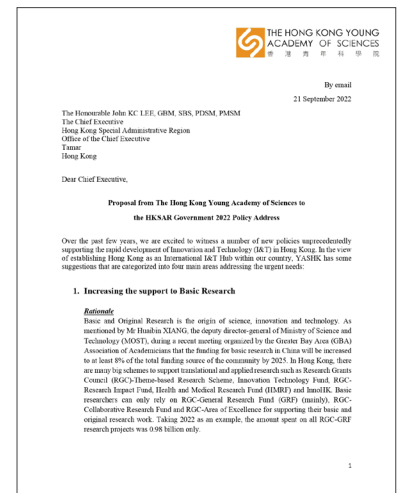 THE HONG KONG YOUNG
ACADEMY OF SCIENCES
香 港 青 年 科 學 院
By email
21 September 2022
The Honourable John KC LEE, GBM, SBS, PDSM, PMSM
The Chief Executive
Hong Kong Special Administrative Region
Office of the Chief Executive
Tamar
Hong Kong
Dear Chief Executive,
Proposal from The Hong Kong Young Academy of Sciences to
the HKSAR Government 2022 Policy Address
Over the past few years, we are excited to witness a number of new policies unprecedentedly
supporting the rapid development of Innovation and Technology (I&T) in Hong Kong. In the view
of establishing Hong Kong as an International I&T Hub within our country, YASHK has some
suggestions that are categorized into four main areas addressing the urgent needs:
1. Increasing the support to Basic Research
Rationale
Basic and Original Research is the origin of science, innovation and technology. As
mentioned by Mr Huaibin XIANG, the deputy director-general of Ministry of Science and
Technology (MOST), during a recent meeting organized by the Greater Bay Area (GBA)
Association of Academicians that the funding for basic research in China will be increased
to at least 8% of the total funding source of the community by 2025. In Hong Kong, there
are many big schemes to support translational and applied research such as Research Grants
Council (RGC)-Theme-based Research Scheme, Innovation Technology Fund, RGC-
Research Impact Fund, Health and Medical Research Fund (HMRF) and InnoHK. Basic
researchers can only rely on RGC-General Research Fund (GRF) (mainly), RGC-
Collaborative Research Fund and RGC-Area of Excellence for supporting their basic and
original research work. Taking 2022 as an example, the amount spent on all RGC-GRF
research projects was 0.98 billion only.
1